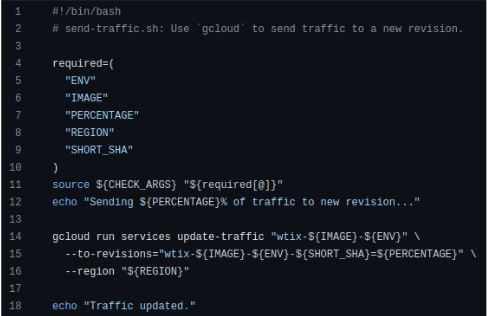 1 #!/bin/bash
2 # send-traffic.sh: Use `gcloud` to send traffic to a new revision.
3
4 required=(
5   "ENV"
6   "IMAGE"
7   "PERCENTAGE"
8   "REGION"
9   "SHORT_SHA"
10 )
11 source ${CHECK_ARGS} "${required[@]}"
12 echo "Sending ${PERCENTAGE}% of traffic to new revision..."
13
14 gcloud run services update-traffic "wtix-${IMAGE}-${ENV}" \
15   --to-revisions="wtix-${IMAGE}-${ENV}-${SHORT_SHA}=${PERCENTAGE}" \
16   --region "${REGION}"
17
18 echo "Traffic updated."